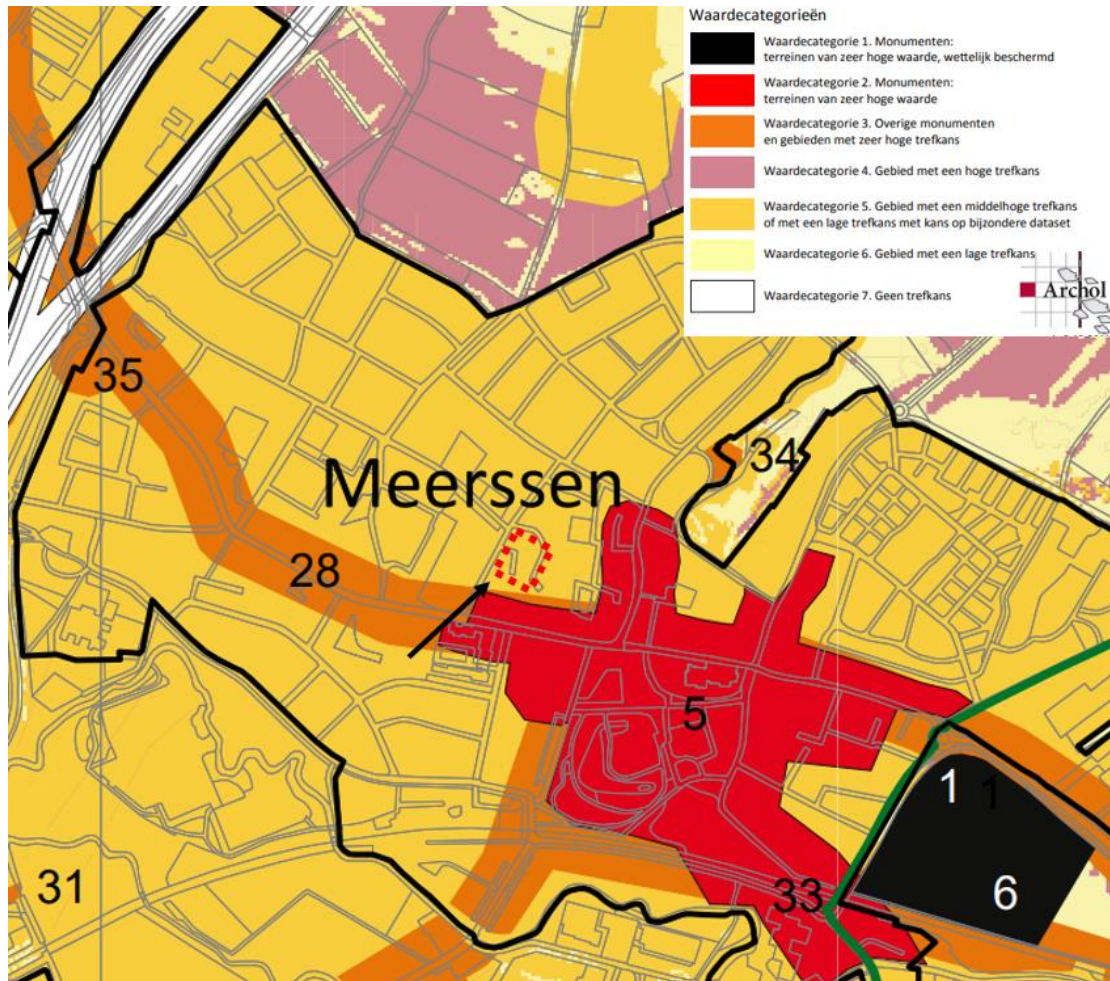 Waardecategorieën
Waardecategorie 1. Monumenten:
terreinen van zeer hoge waarde, wettelijk beschermd
Waardecategorie 2. Monumenten:
terreinen van zeer hoge waarde
Waardecategorie 3. Overige monumenten
en gebieden met zeer hoge trefkans
Waardecategorie 4. Gebied met een hoge trefkans
Waardecategorie 5. Gebied met een middelhoge trefkans
of met een lage trefkans met kans op bijzondere dataset
Waardecategorie 6. Gebied met een lage trefkans
Waardecategorie 7. Geen trefkans
Archol
35
34
Meerssen
28
5
1
1
31
33
6